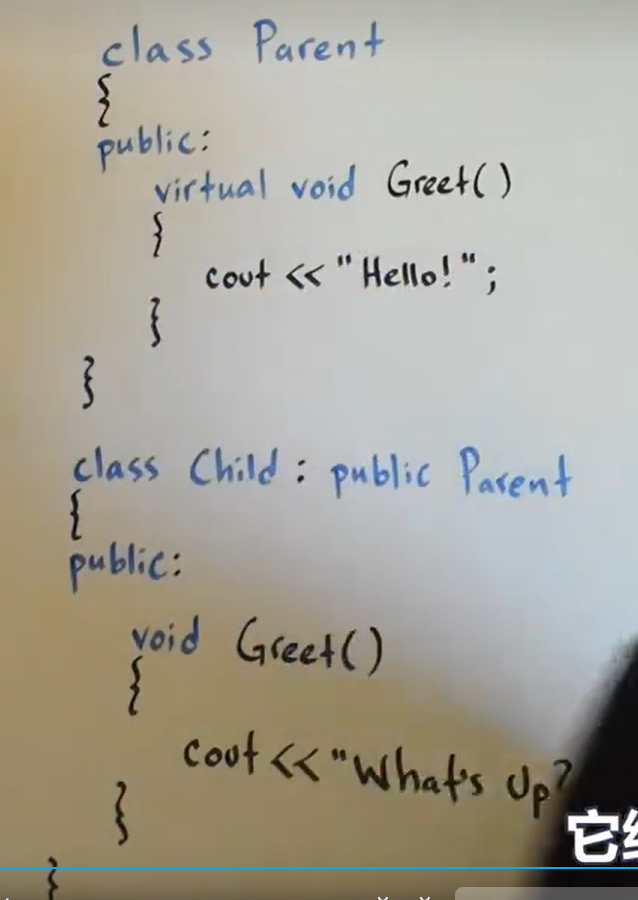 class Parent
{
public:
virtual void Greet()
{
cout << "Hello!";
}
}
class Child : public Parent
{
public:
void Greet()
{
cout << "What's Up?
}
}
它